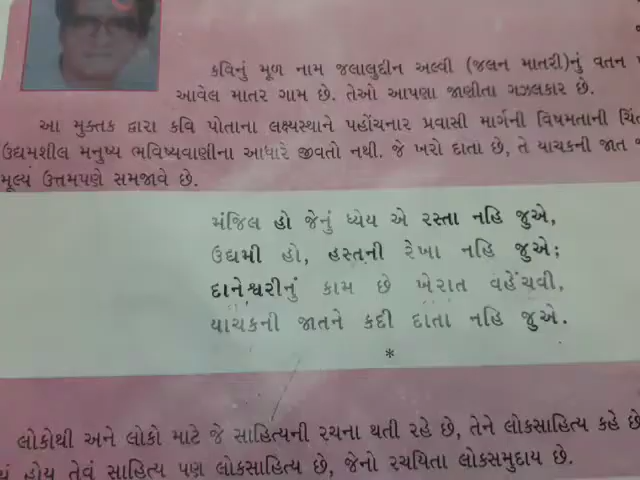 કવિનું મૂળ નામ જલાલુદ્દીન અલ્વી (જલન માતરી)નું વતન
આવેલ માતર ગામ છે. તેઓ આપણા જાણીતા ગઝલકાર છે.
આ મુક્તક દ્વારા કવિ પોતાના લક્ષ્યસ્થાને પહોંચનાર પ્રવાસી માર્ગની વિષમતાની
ઉદ્યમશીલ મનુષ્ય ભવિષ્યવાણીના આધારે જીવતો નથી. જે ખરો દાતા છે, તે યાચકની જાત
મૂલ્ય ઉત્તમપણે સમજાવે છે.
મંજિલ હો જેનું ધ્યેય એ રસ્તા નહિ જુએ,
ઉદ્યમી હો, હસ્તની રેખા નહિ જુએ;
દાનેશ્વરીનું કામ છે ખેરાત વહેંચવી,
યાચકની જાતને કદી દાતા નહિ જુએ.
*
લોકોથી અને લોકો માટે જે સાહિત્યની રચના થતી રહે છે, તેને લોકસાહિત્ય કહે છે
હોય તેવું સાહિત્ય પણ લોકસાહિત્ય છે, જેનો રચયિતા લોકસમુદાય છે.